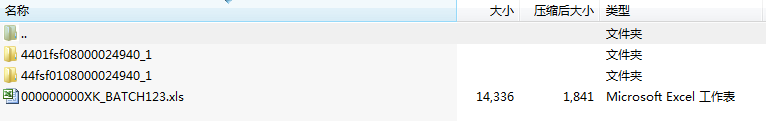 名称 大小 压缩后大小 类型
.. 文件夹
4401fsf08000024940_1 文件夹
44fsf0108000024940_1 文件夹
000000000XK_BATCH123.xls 14,336 1,841 Microsoft Excel 工作表